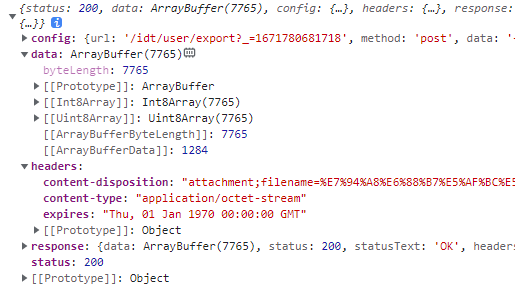 {status: 200, data: ArrayBuffer(7765), config: {…}, headers: {…}, response:
{…}} i
config: {url: '/idt/user/export?_=1671780681718', method: 'post', data: '
data: ArrayBuffer(7765)
byteLength: 7765
[[Prototype]]: ArrayBuffer
[[Int8Array]]: Int8Array(7765)
[[Uint8Array]]: Uint8Array(7765)
[[ArrayBufferByteLength]]: 7765
[[ArrayBufferData]]: 1284
headers:
content-disposition: "attachment;filename=%E7%94%A8%E6%88%B7%E5%AF%BC%E5
content-type: "application/octet-stream"
expires: "Thu, 01 Jan 1970 00:00:00 GMT"
[[Prototype]]: Object
response: {data: ArrayBuffer(7765), status: 200, statusText: 'OK', headers
status: 200
[[Prototype]]: Object